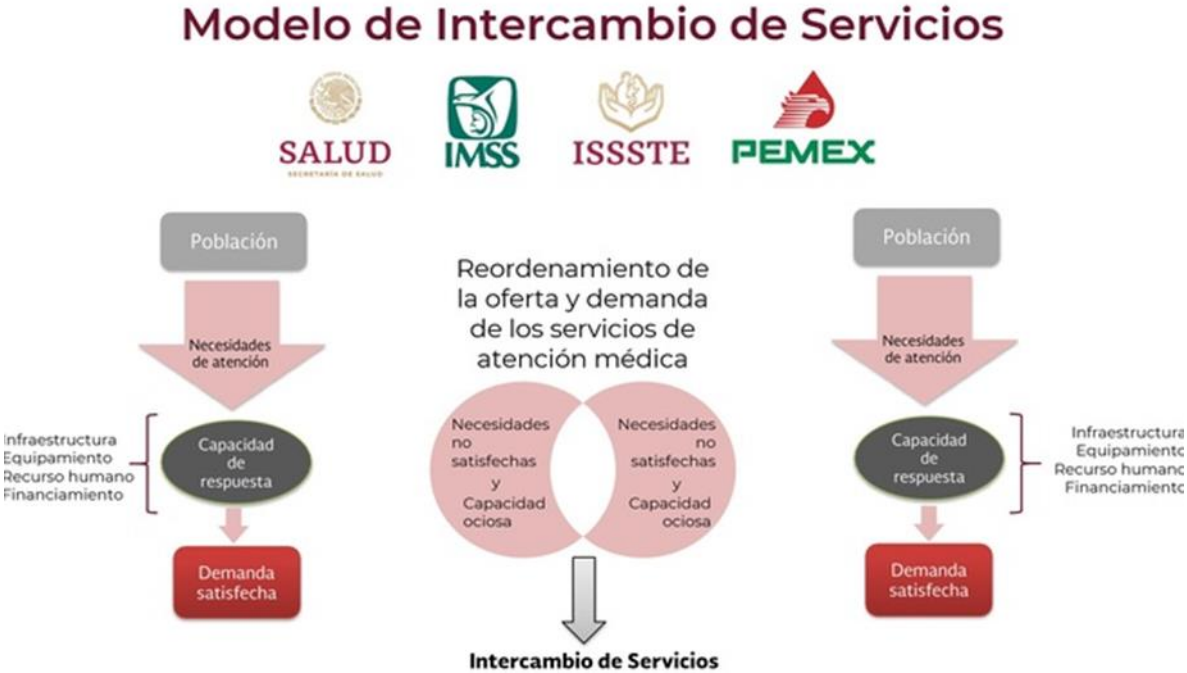 Modelo de Intercambio de Servicios
SALUD
SECRETARÍA DE SALUD
IMSS
ISSSTE
PEMEX
Población
Necesidades
de atención
Infraestructura
Equipamiento
Recurso humano
Financiamiento
Capacidad
de
respuesta
Demanda
satisfecha
Reordenamiento de
la oferta y demanda
de los servicios de
atención médica
Necesidades
no
satisfechas
y
Capacidad
ociosa
Necesidades
no
satisfechas
y
Capacidad
ociosa
Intercambio de Servicios
Población
Necesidades
de atención
Capacidad
de
respuesta
Infraestructura
Equipamiento
Recurso humano
Financiamiento
Demanda
satisfecha